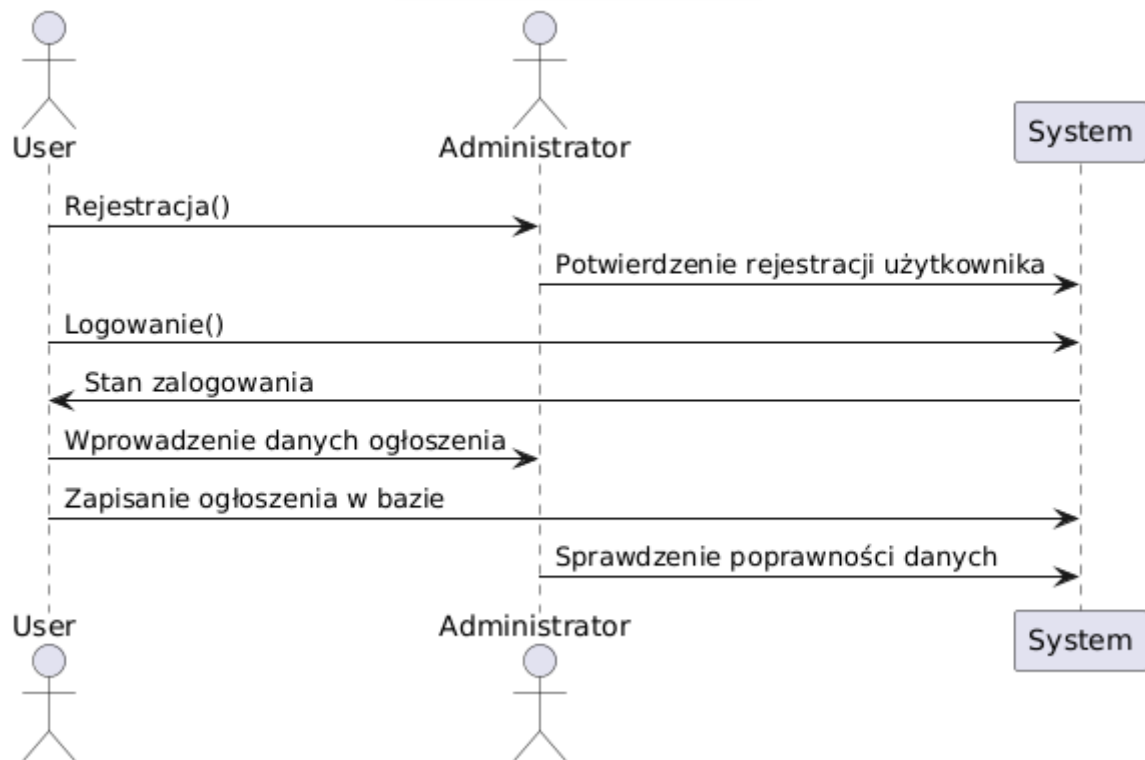 User
Administrator
System
Rejestracja()
Potwierdzenie rejestracji użytkownika
Logowanie()
Stan zalogowania
Wprowadzenie danych ogłoszenia
Zapisanie ogłoszenia w bazie
Sprawdzenie poprawności danych
User
Administrator
System